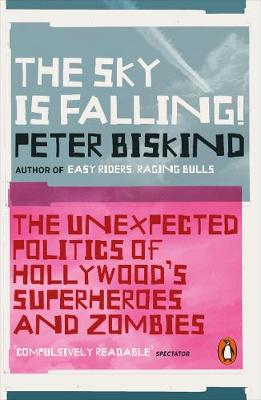 THE SKY
IS FALLING!
PETER BISKIND
AUTHOR OF EASY RIDERS, RAGING BULLS
THE UNEXPECTED
POLITICS OF
HOLLYWOOD'S
SUPERHEROES
AND ZOMBIES
'COMPULSIVELY READABLE' SPECTATOR